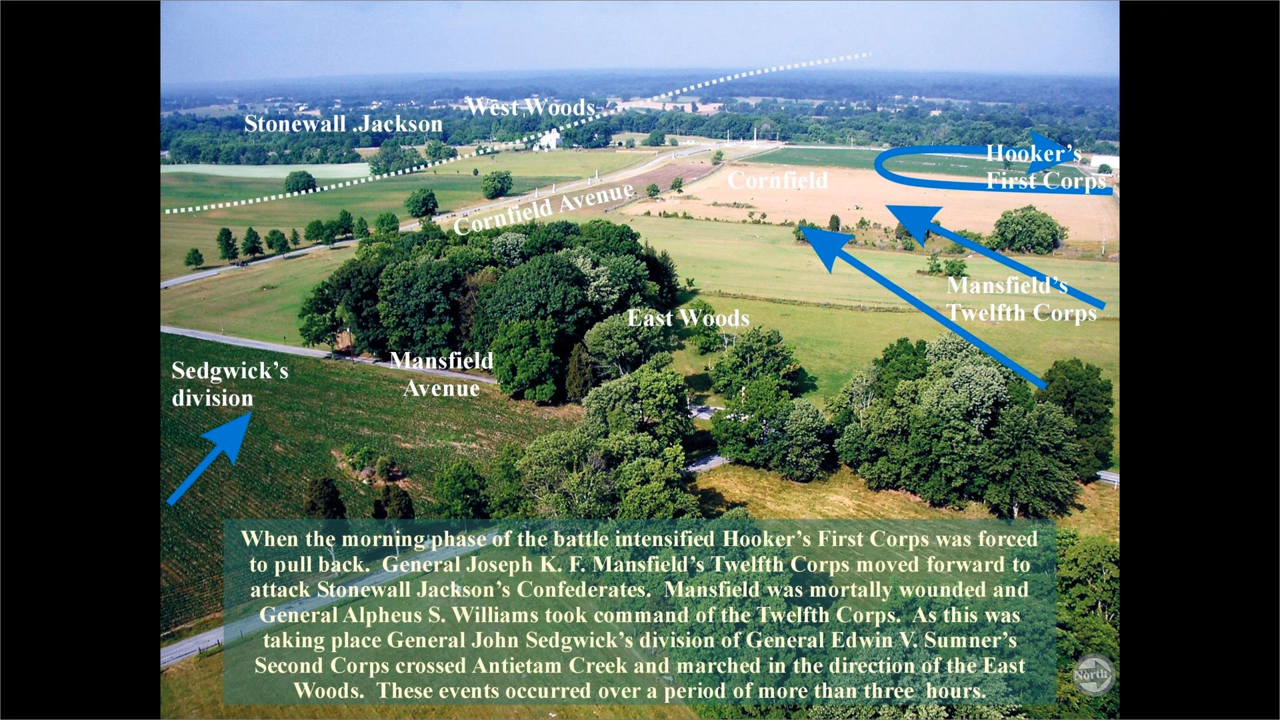 West Woods
Stonewall .Jackson
Hooker's
First Corps
Cornfield
Cornfield Avenue
Mansfield's
Twelfth Corps
East Woods
Mansfield
Avenue
Sedgwick's
division
When the morning phase of the battle intensified Hooker's First Corps was forced
to pull back.  General Joseph K. F. Mansfield's Twelfth Corps moved forward to
attack Stonewall Jackson's Confederates.  Mansfield was mortally wounded and
General Alpheus S. Williams took command of the Twelfth Corps.  As this was
taking place General John Sedgwick's division of General Edwin V. Sumner's
Second Corps crossed Antietam Creek and marched in the direction of the East
Woods.  These events occurred over a period of more than three  hours.
North